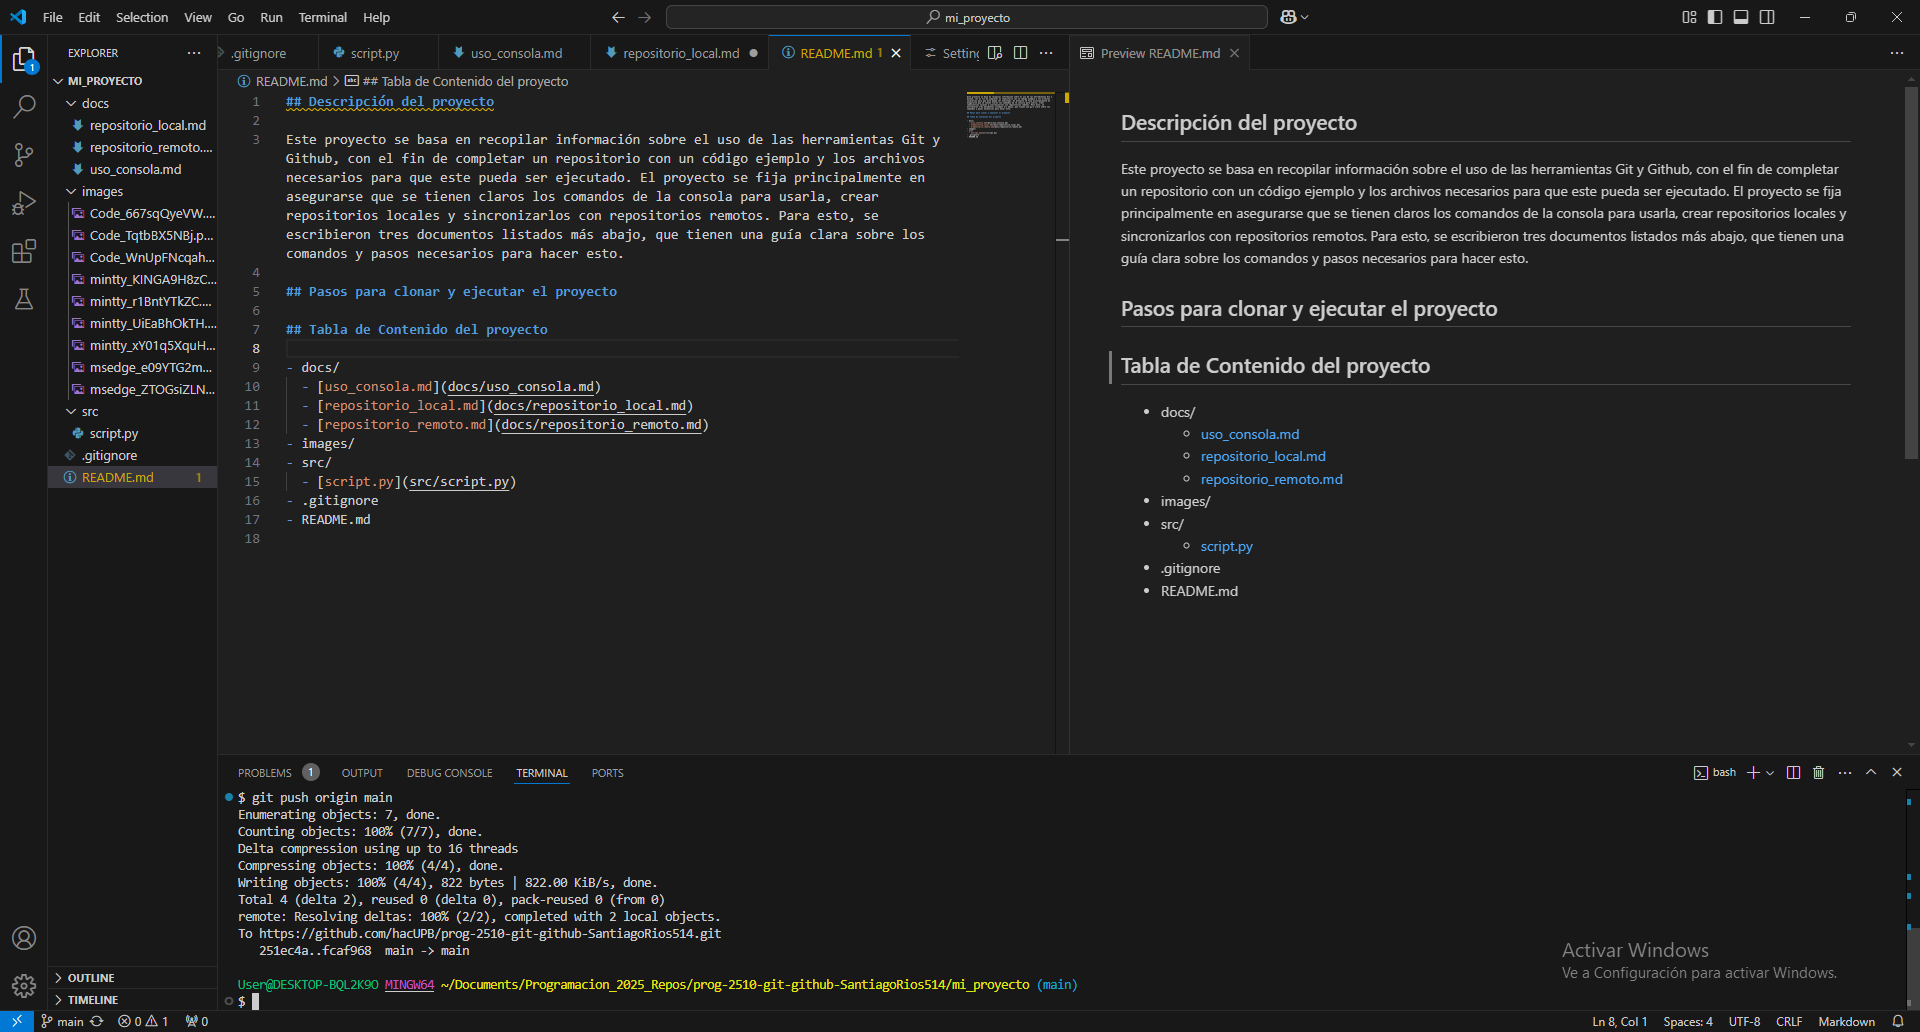 File Edit Selection View Go Run Terminal Help
mi_proyecto
EXPLORER
MI_PROYECTO
docs
repositorio_local.md
repositorio_remoto....
uso_consola.md
images
Code_667sqQyeVW....
Code_TqtbBX5NBj.p...
Code_WnUpFNcqah...
mintty_KINGA9H8zC...
mintty_r1BntYTkZC....
mintty_UiEaBhOkTH....
mintty_xY01q5XquH...
msedge_e09YTG2m...
msedge_ZTOGsiZLN...
src
script.py
.gitignore
README.md 1
OUTLINE
TIMELINE
.gitignore script.py uso_consola.md repositorio_local.md README.md 1 Setting
README.md > ## Tabla de Contenido del proyecto
1 ## Descripción del proyecto
2
3 Este proyecto se basa en recopilar información sobre el uso de las herramientas Git y
Github, con el fin de completar un repositorio con un código ejemplo y los archivos
necesarios para que este pueda ser ejecutado. El proyecto se fija principalmente en
asegurarse que se tienen claros los comandos de la consola para usarla, crear
repositorios locales y sincronizarlos con repositorios remotos. Para esto, se
escribieron tres documentos listados más abajo, que tienen una guía clara sobre los
comandos y pasos necesarios para hacer esto.
4
5 ## Pasos para clonar y ejecutar el proyecto
6
7 ## Tabla de Contenido del proyecto
8
9 - docs/
10 - [uso_consola.md](docs/uso_consola.md)
11 - [repositorio_local.md](docs/repositorio_local.md)
12 - [repositorio_remoto.md](docs/repositorio_remoto.md)
13 - images/
14 - src/
15 - [script.py](src/script.py)
16 - .gitignore
17 - README.md
18
Preview README.md
Descripción del proyecto
Este proyecto se basa en recopilar información sobre el uso de las herramientas Git y Github, con el fin de completar
un repositorio con un código ejemplo y los archivos necesarios para que este pueda ser ejecutado. El proyecto se fija
principalmente en asegurarse que se tienen claros los comandos de la consola para usarla, crear repositorios locales y
sincronizarlos con repositorios remotos. Para esto, se escribieron tres documentos listados más abajo, que tienen una
guía clara sobre los comandos y pasos necesarios para hacer esto.
Pasos para clonar y ejecutar el proyecto
Tabla de Contenido del proyecto
• docs/
uso_consola.md
repositorio_local.md
repositorio_remoto.md
• images/
• src/
script.py
• .gitignore
• README.md
PROBLEMS 1 OUTPUT DEBUG CONSOLE TERMINAL PORTS
bash
$ git push origin main
Enumerating objects: 7, done.
Counting objects: 100% (7/7), done.
Delta compression using up to 16 threads
Compressing objects: 100% (4/4), done.
Writing objects: 100% (4/4), 822 bytes | 822.00 KiB/s, done.
Total 4 (delta 2), reused 0 (delta 0), pack-reused 0 (from 0)
remote: Resolving deltas: 100% (2/2), completed with 2 local objects.
To https://github.com/hacUPB/prog-2510-git-github-SantiagoRios514.git
251ec4a..fcaf968 main -> main
User@DESKTOP-BQL2K9O MINGW64 ~/Documents/Programacion_2025_Repos/prog-2510-git-github-SantiagoRios514/mi_proyecto (main)
$
Activar Windows
Ve a Configuración para activar Windows.
main 0 1 0
Ln 8, Col 1 Spaces: 4 UTF-8 CRLF Markdown